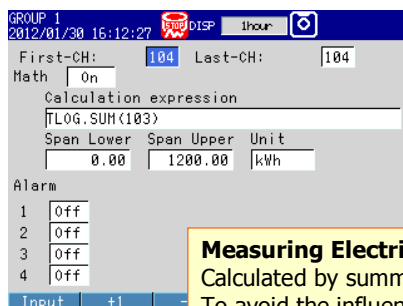 GROUP 1
2012/01/30 16:12:27 STOP DISP 1hour
First-CH: 104 Last-CH: 104
Math On
Calculation expression
TLOG.SUM(103)
Span Lower Span Upper Unit
0.00 1200.00 kWh
Alarm
1 Off
2 Off
3 Off
4 Off
Measuring Electri
Calculated by summ
Input +1
To avoid the influen